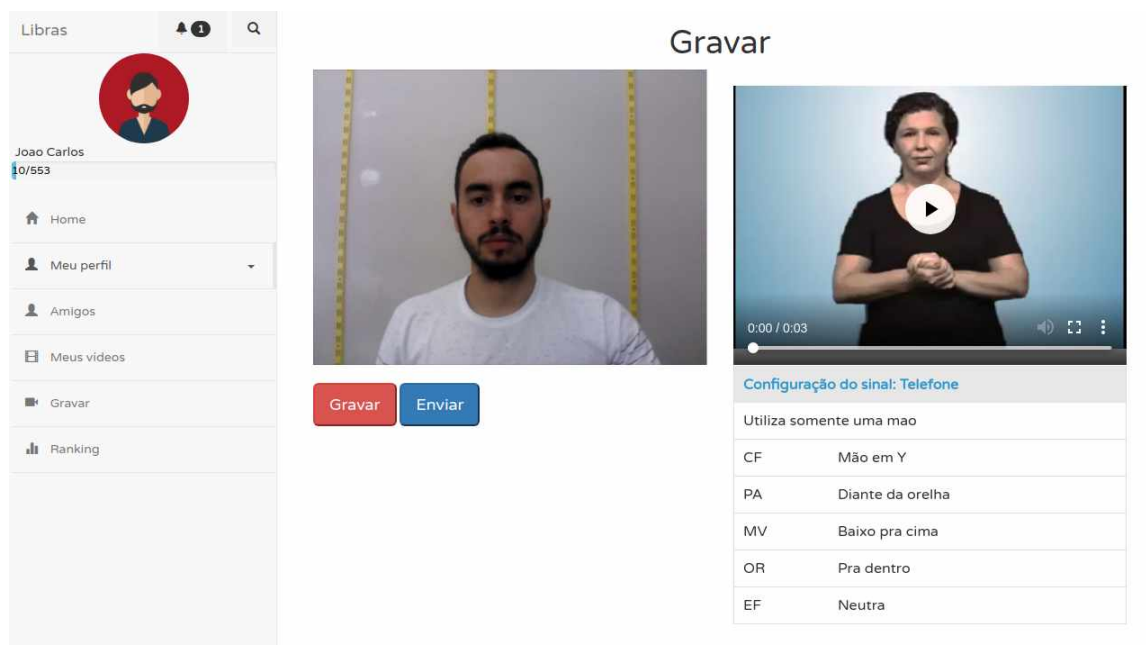 Libras
1
Joao Carlos
10/553
Home
Meu perfil
Amigos
Meus videos
Gravar
Ranking
Gravar
Gravar Enviar
0:00 / 0:03
Configuração do sinal: Telefone
Utiliza somente uma mao
CF Mão em Y
PA Diante da orelha
MV Baixo pra cima
OR Pra dentro
EF Neutra